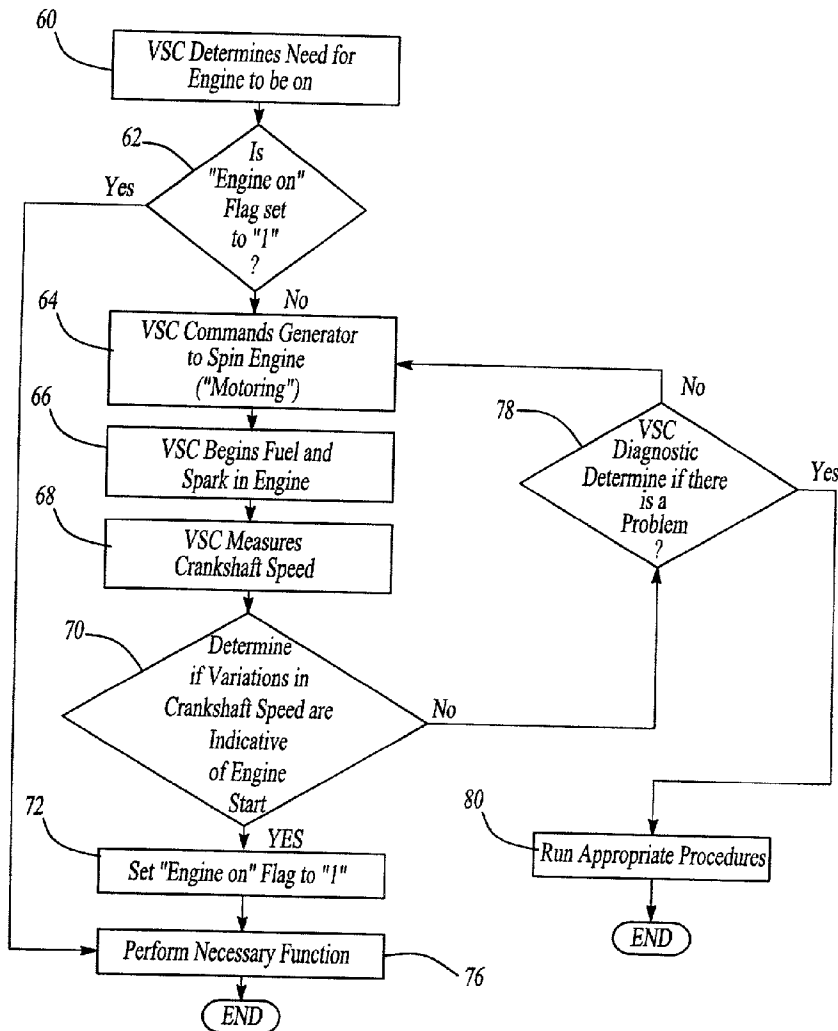 60
VSC Determines Need for
Engine to be on
62
Is
"Engine on"
Flag set
to "1"
?
Yes
No
64
VSC Commands Generator
to Spin Engine
("Motoring")
66
VSC Begins Fuel and
Spark in Engine
68
VSC Measures
Crankshaft Speed
70
Determine
if Variations in
Crankshaft Speed are
Indicative
of Engine
Start
No
YES
78
VSC
Diagnostic
Determine if there
is a
Problem
?
No
Yes
72
Set "Engine on" Flag to "1"
80
Run Appropriate Procedures
END
Perform Necessary Function
76
END